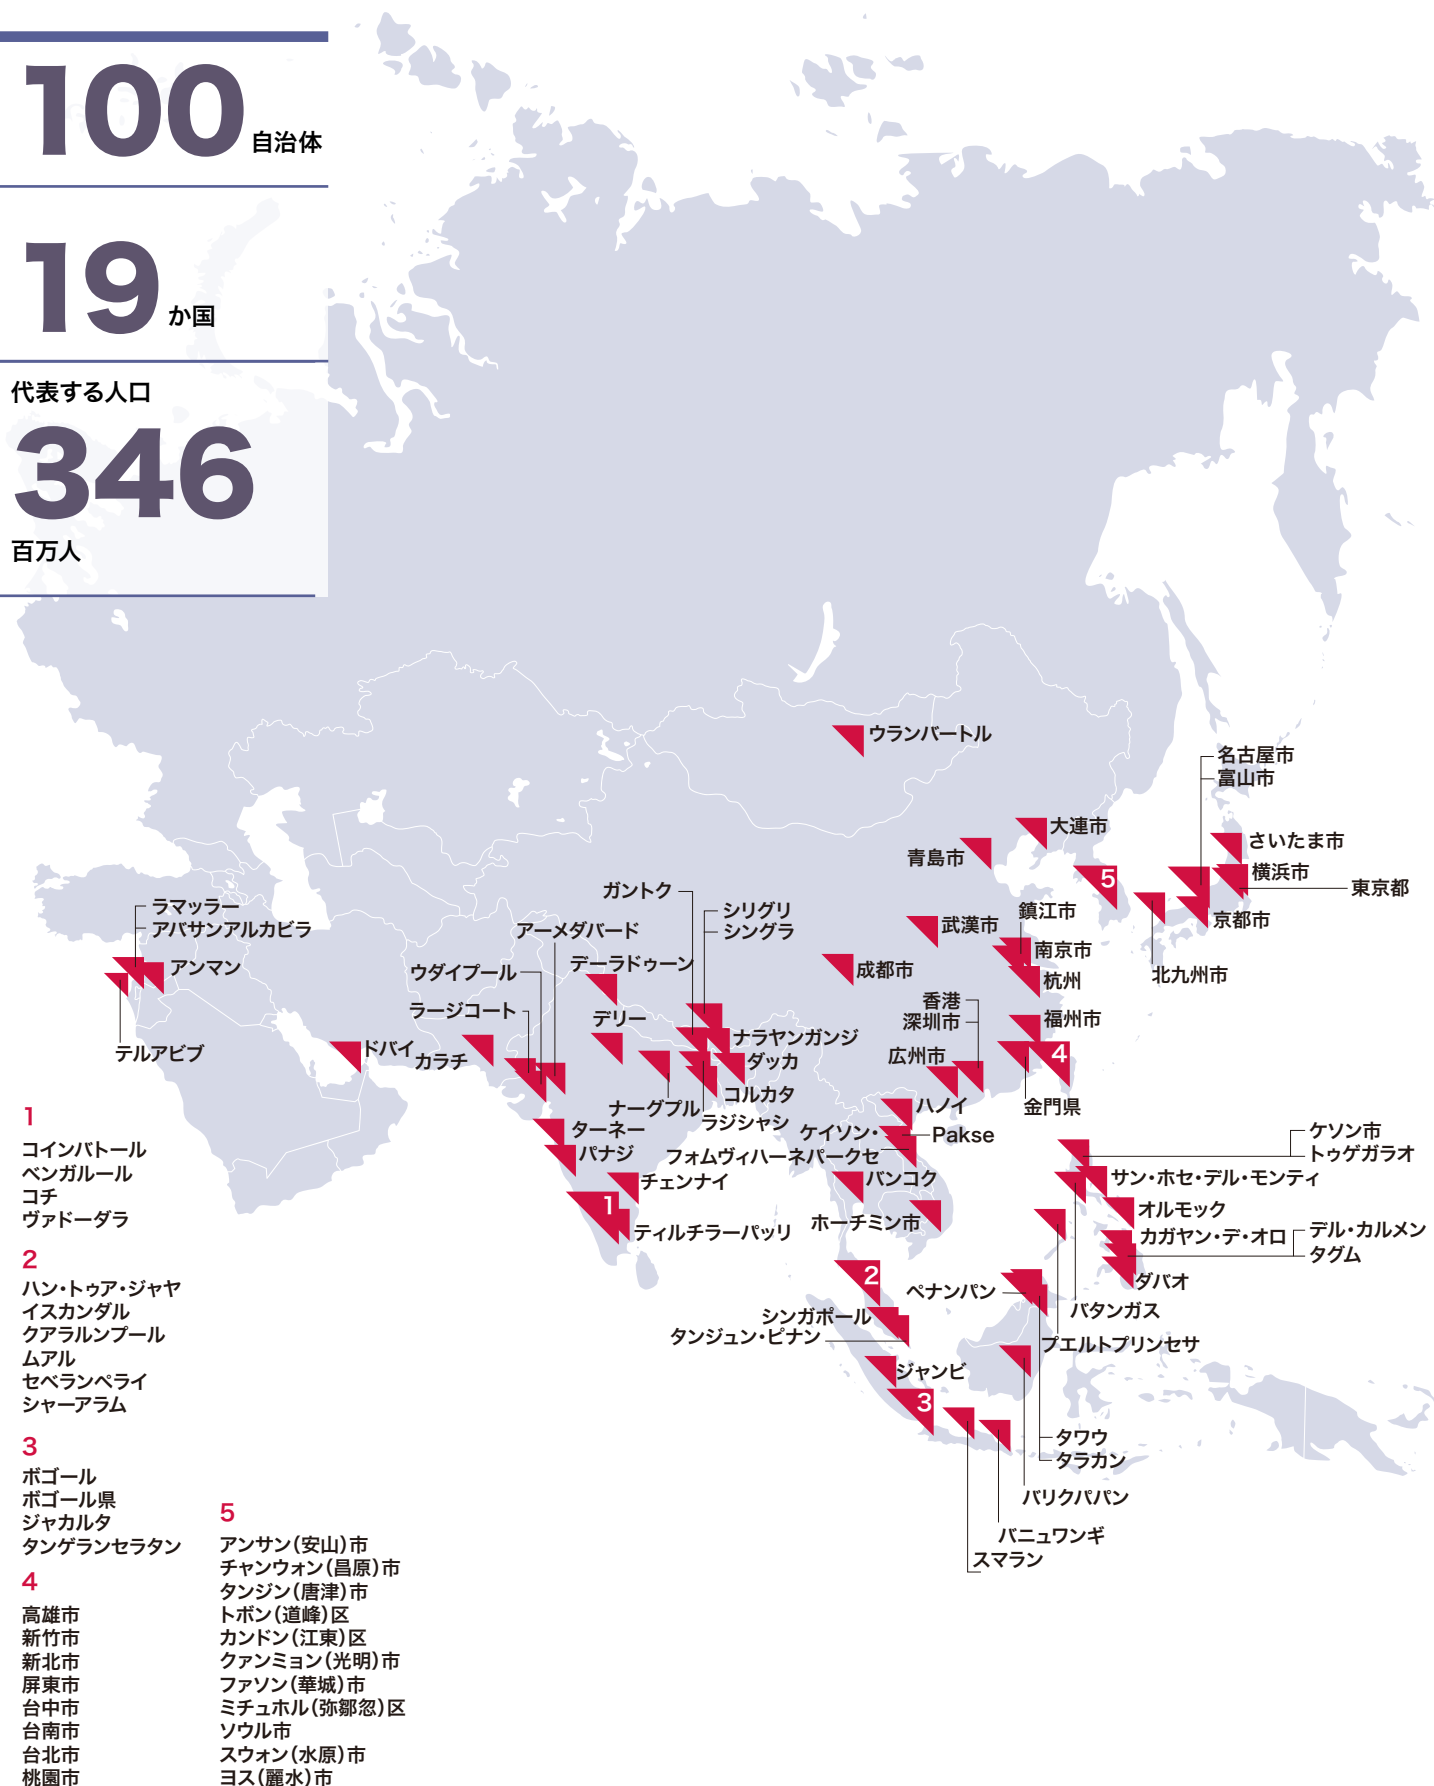 100自治体
19か国
代表する人口
346
百万人
ウランバートル
名古屋市
富山市
大連市
さいたま市
青島市
横浜市
東京都
5
ガントク
シリグリ
シングラ
ラマッラー
アバサンアルカビラ
アーメダバード
武漢市
鎮江市
京都市
南京市
アンマン
ウダイプール
デーラドゥーン
成都市
杭州
北九州市
ラージコート
デリー
香港
深圳市
福州市
ナラヤンガンジ
テルアビブ
ドバイ
カラチ
ダッカ
広州市
4
コルカタ
ナーグプル
ラジシャシ
ハノイ
金門県
ターネー
ケイソン・
フォムヴィハーネパークセ
Pakse
ケソン市
トゥゲガラオ
パナジ
チェンナイ
バンコク
サン・ホセ・デル・モンティ
1
ティルチラーパッリ
ホーチミン市
オルモック
カガヤン・デ・オロ
デル・カルメン
タグム
2
ペナンパン
ダバオ
シンガポール
タンジュン・ピナン
バタンガス
プエルトプリンセサ
ジャンビ
3
タワウ
タラカン
バリクパパン
バニュワンギ
スマラン
1
コインバトール
ベンガルール
コチ
ヴァドーダラ
2
ハン・トゥア・ジャヤ
イスカンダル
クアラルンプール
ムアル
セベランペライ
シャーアラム
3
ボゴール
ボゴール県
ジャカルタ
タンゲランセラタン
4
高雄市
新竹市
新北市
屏東市
台中市
台南市
台北市
桃園市
5
アンサン(安山)市
チャンウォン(昌原)市
タンジン(唐津)市
トボン(道峰)区
カンドン(江東)区
クァンミョン(光明)市
ファソン(華城)市
ミチュホル(弥鄒忽)区
ソウル市
スウォン(水原)市
ヨス(麗水)市